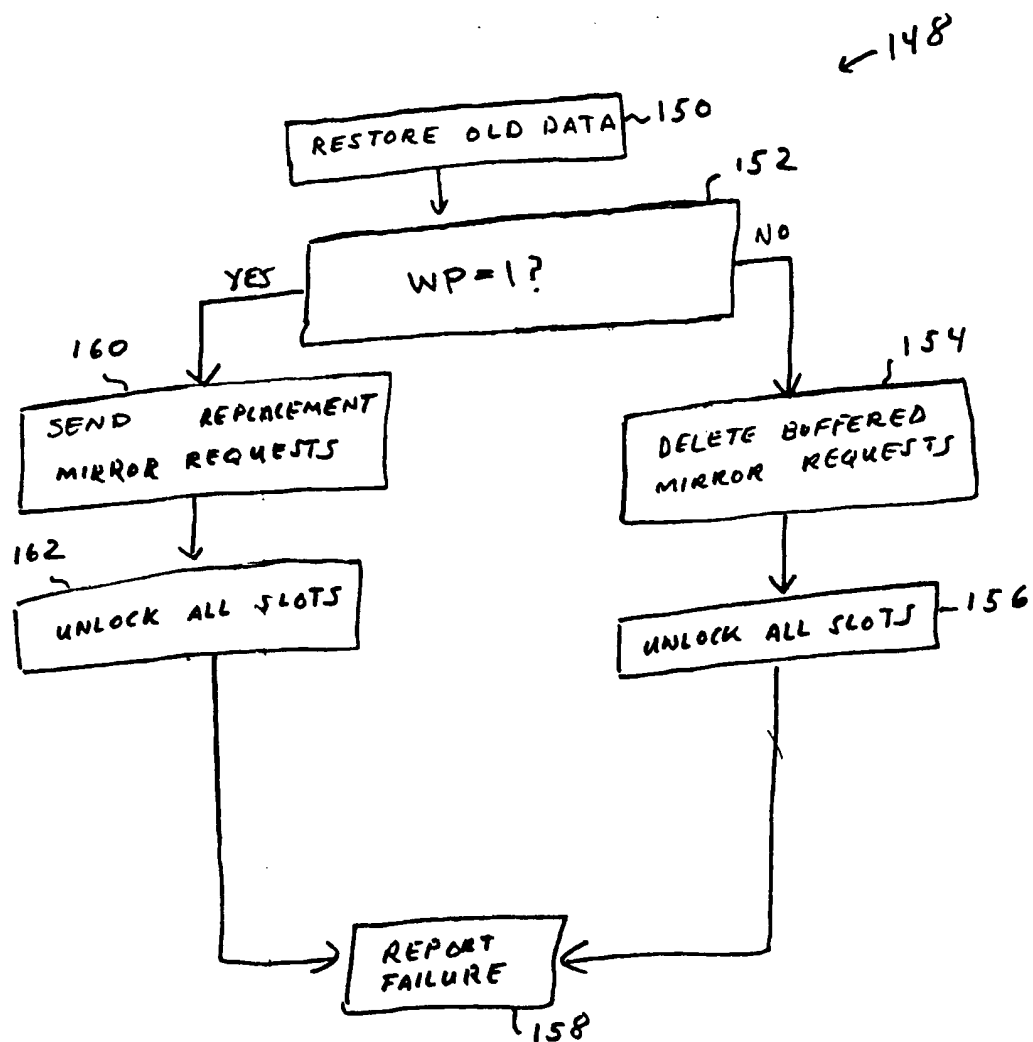 148
RESTORE OLD DATA
150
152
WP=1?
YES
NO
160
SEND REPLACEMENT
MIRROR REQUESTS
154
DELETE BUFFERED
MIRROR REQUESTS
162
UNLOCK ALL SLOTS
UNLOCK ALL SLOTS
156
REPORT
FAILURE
158